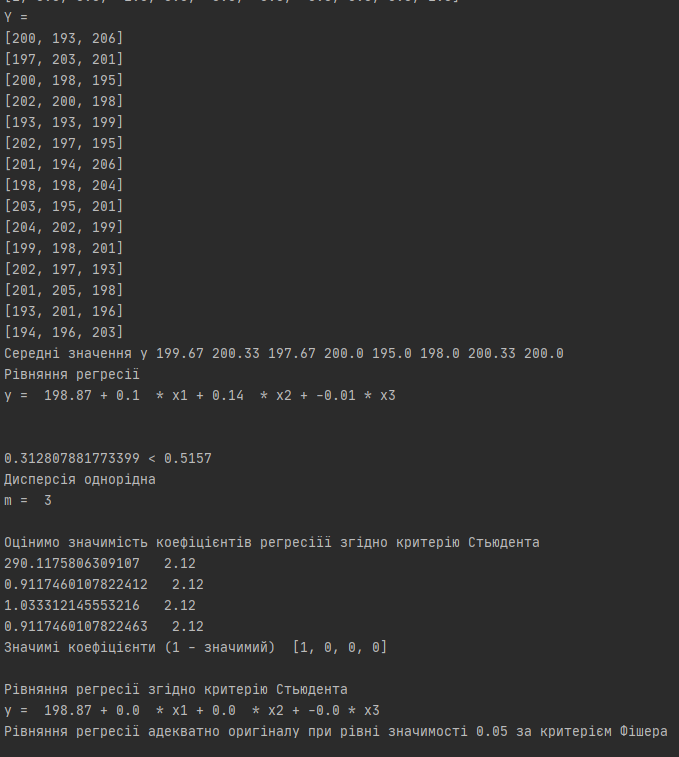 Y =
[200, 193, 206]
[197, 203, 201]
[200, 198, 195]
[202, 200, 198]
[193, 193, 199]
[202, 197, 195]
[201, 194, 206]
[198, 198, 204]
[203, 195, 201]
[204, 202, 199]
[199, 198, 201]
[202, 197, 193]
[201, 205, 198]
[193, 201, 196]
[194, 196, 203]
Середні значення y 199.67 200.33 197.67 200.0 195.0 198.0 200.33 200.0
Рівняння регресії
y =  198.87 + 0.1  * x1 + 0.14  * x2 + -0.01 * x3
0.312807881773399 < 0.5157
Дисперсія однорідна
m =  3
Оцінимо значимість коефіцієнтів регресіїї згідно критерію Стьюдента
290.1175806309107   2.12
0.9117460107822412   2.12
1.033312145553216   2.12
0.9117460107822463   2.12
Значимі коефіцієнти (1 – значимий)  [1, 0, 0, 0]
Рівняння регресії згідно критерію Стьюдента
y =  198.87 + 0.0  * x1 + 0.0  * x2 + -0.0 * x3
Рівняння регресії адекватно оригіналу при рівні значимості 0.05 за критерієм Фішера